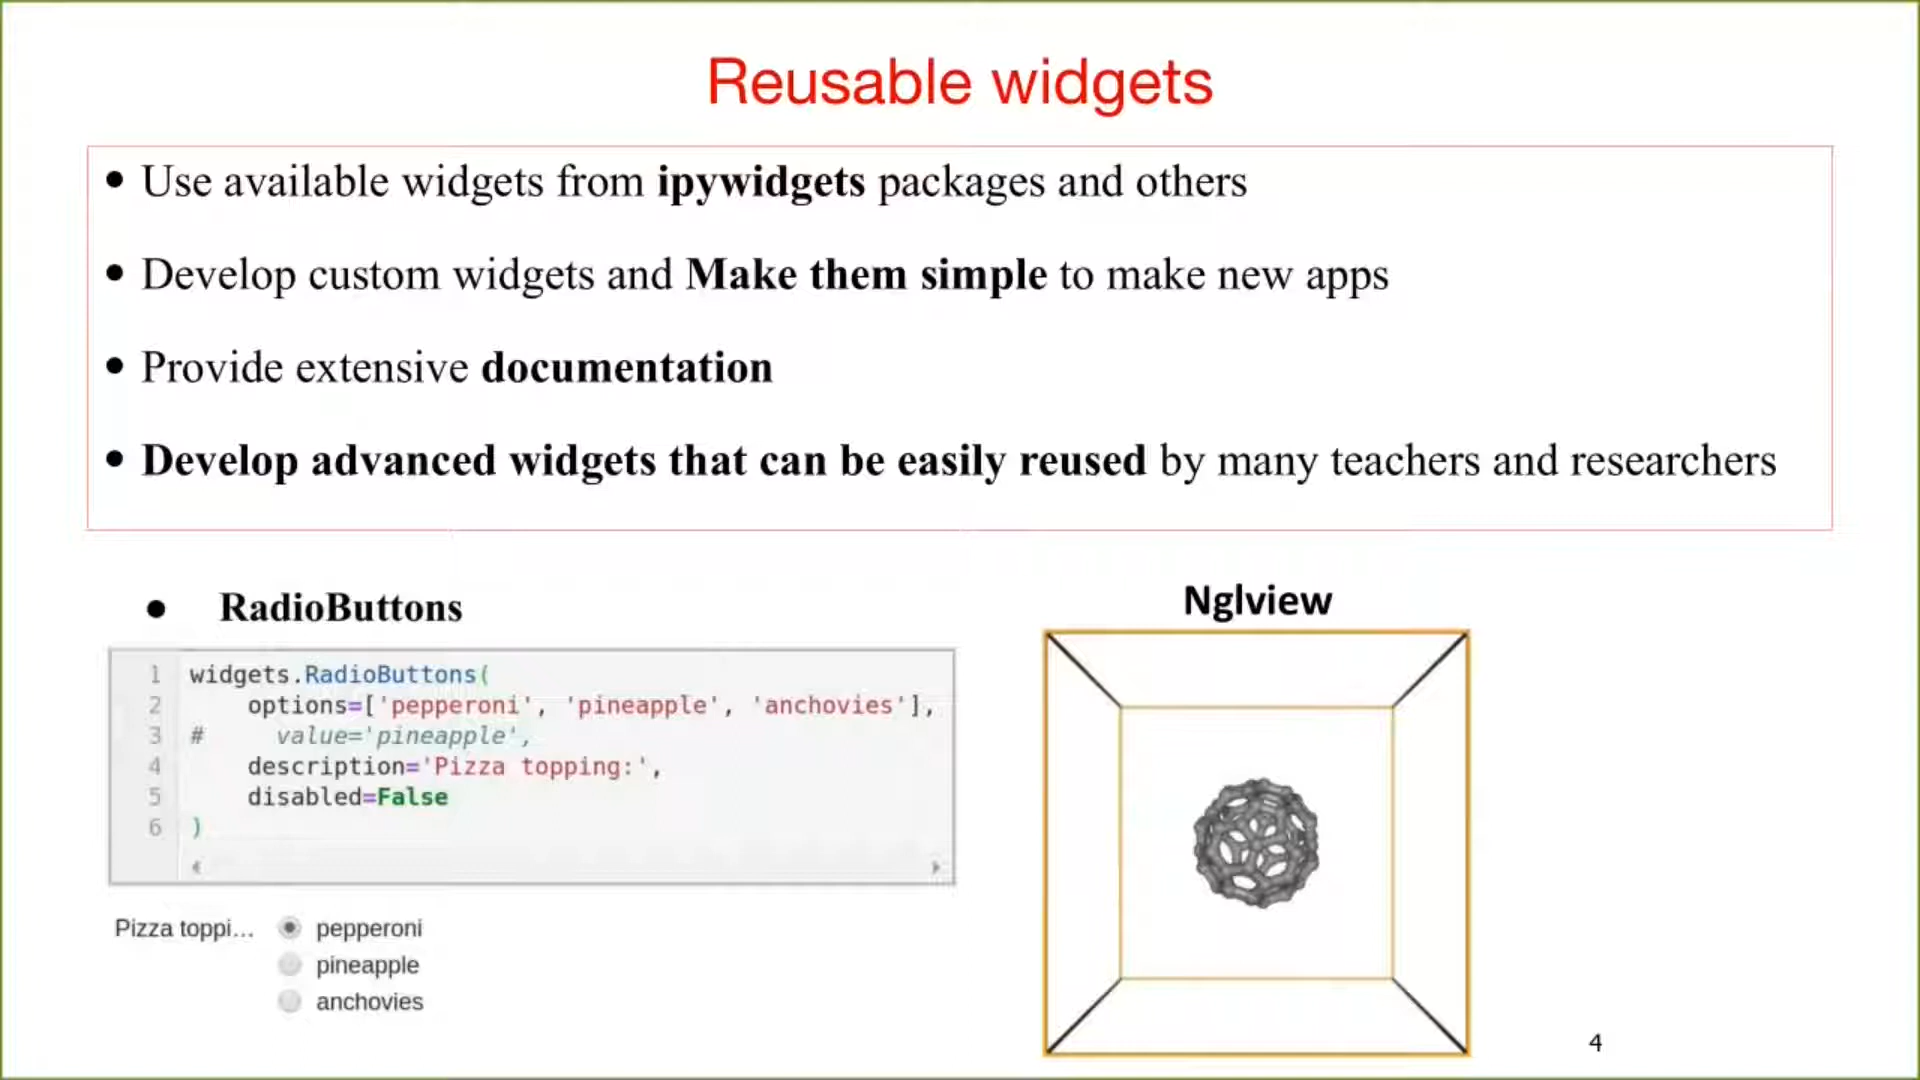 Reusable widgets
• Use available widgets from ipywidgets packages and others
• Develop custom widgets and Make them simple to make new apps
• Provide extensive documentation
• Develop advanced widgets that can be easily reused by many teachers and researchers
• RadioButtons
1 widgets.RadioButtons(
2     options=['pepperoni', 'pineapple', 'anchovies'],
3 #     value='pineapple',
4     description='Pizza topping:',
5     disabled=False
6 )
Pizza toppi… pepperoni
pineapple
anchovies
Nglview
4